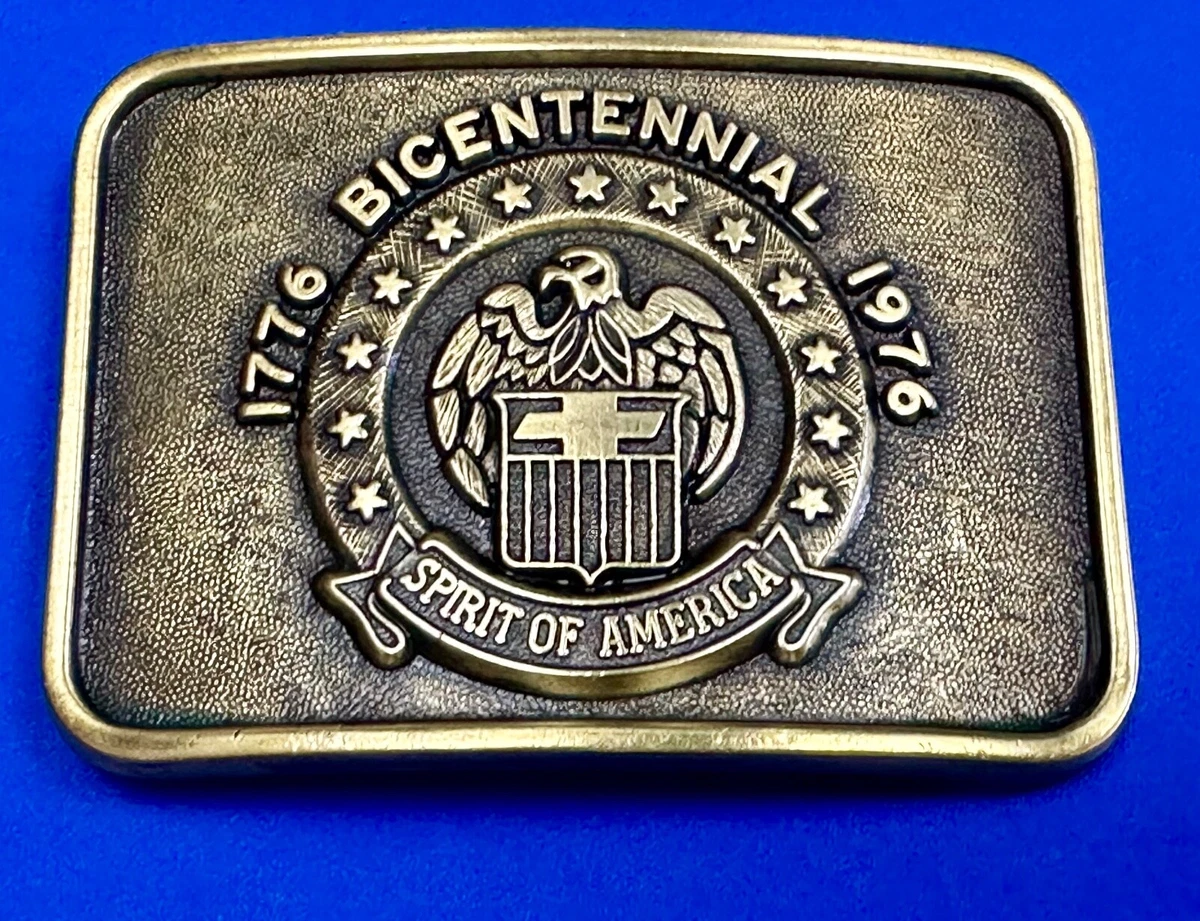 1776 BICENTENNIAL 1976
SPIRIT OF AMERICA